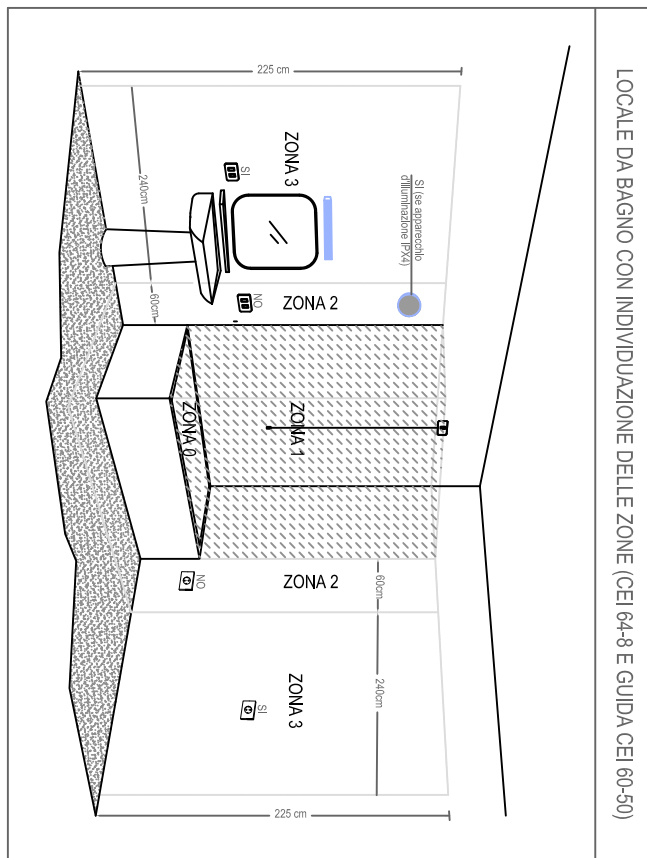 LOCALE DA BAGNO CON INDIVIDUAZIONE DELLE ZONE (CEI 64-8 E GUIDA CEI 60-50)
225 cm
225 cm
SI (se apparecchio
d'illuminazione IPX4)
ZONA 3
SI
ZONA 2
NO
240cm
60cm
ZONA 1
ZONA 0
60cm
240cm
ZONA 2
NO
ZONA 3
SI